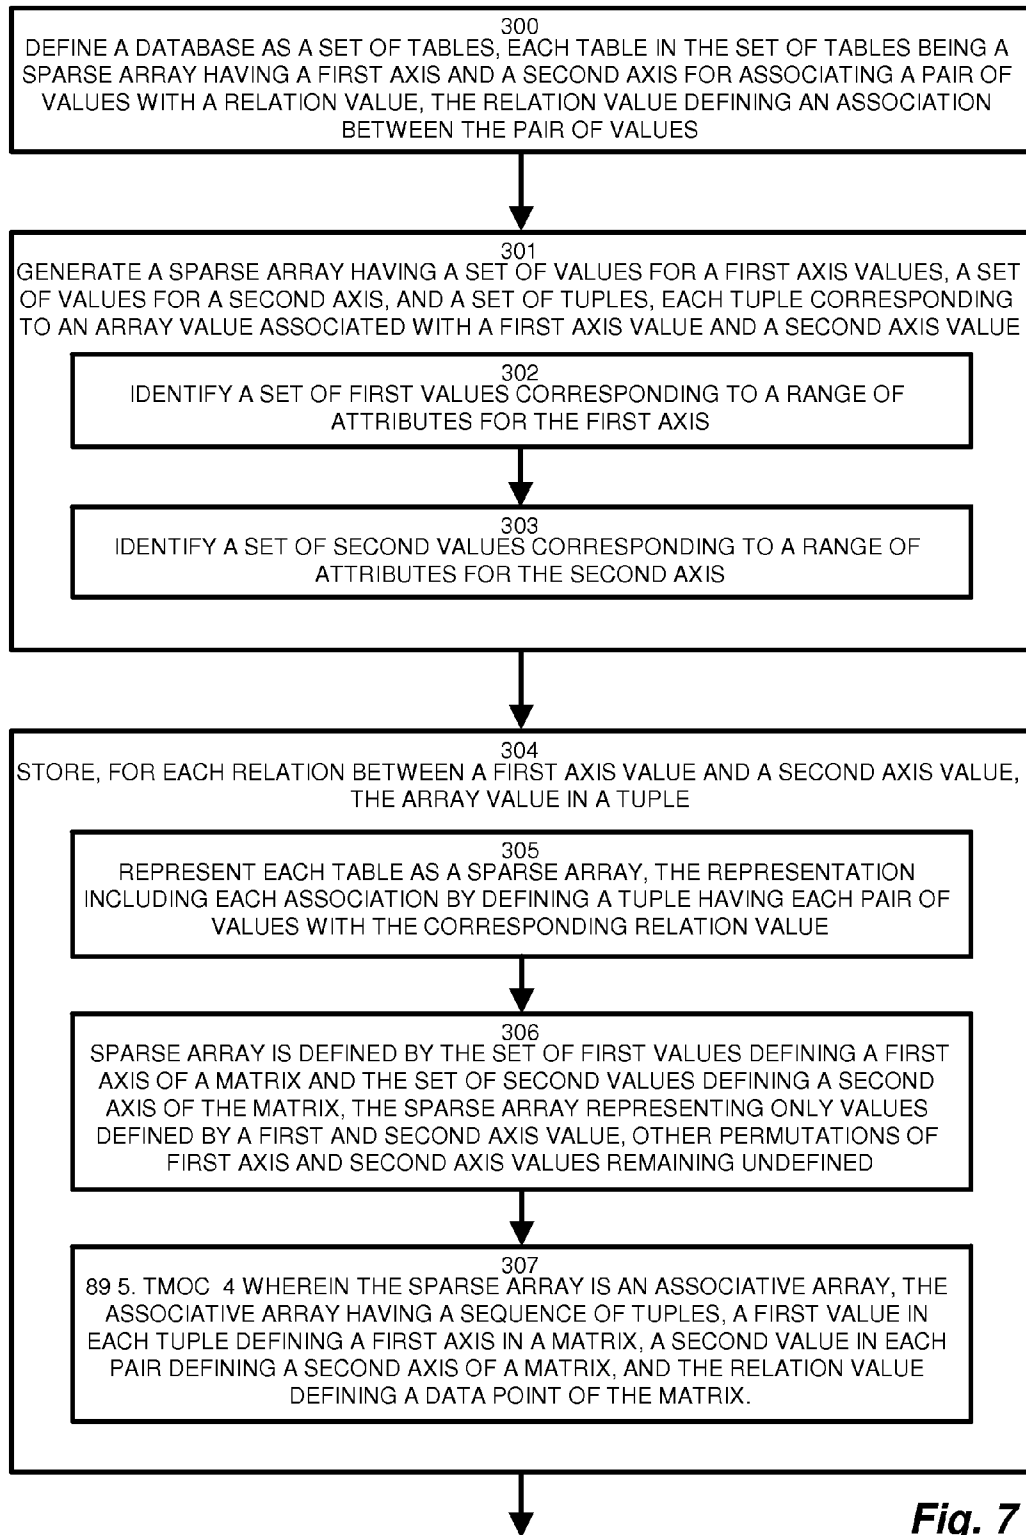 300
DEFINE A DATABASE AS A SET OF TABLES, EACH TABLE IN THE SET OF TABLES BEING A
SPARSE ARRAY HAVING A FIRST AXIS AND A SECOND AXIS FOR ASSOCIATING A PAIR OF
VALUES WITH A RELATION VALUE, THE RELATION VALUE DEFINING AN ASSOCIATION
BETWEEN THE PAIR OF VALUES
301
GENERATE A SPARSE ARRAY HAVING A SET OF VALUES FOR A FIRST AXIS VALUES, A SET
OF VALUES FOR A SECOND AXIS, AND A SET OF TUPLES, EACH TUPLE CORRESPONDING
TO AN ARRAY VALUE ASSOCIATED WITH A FIRST AXIS VALUE AND A SECOND AXIS VALUE
302
IDENTIFY A SET OF FIRST VALUES CORRESPONDING TO A RANGE OF
ATTRIBUTES FOR THE FIRST AXIS
303
IDENTIFY A SET OF SECOND VALUES CORRESPONDING TO A RANGE OF
ATTRIBUTES FOR THE SECOND AXIS
304
STORE, FOR EACH RELATION BETWEEN A FIRST AXIS VALUE AND A SECOND AXIS VALUE,
THE ARRAY VALUE IN A TUPLE
305
REPRESENT EACH TABLE AS A SPARSE ARRAY, THE REPRESENTATION
INCLUDING EACH ASSOCIATION BY DEFINING A TUPLE HAVING EACH PAIR OF
VALUES WITH THE CORRESPONDING RELATION VALUE
306
SPARSE ARRAY IS DEFINED BY THE SET OF FIRST VALUES DEFINING A FIRST
AXIS OF A MATRIX AND THE SET OF SECOND VALUES DEFINING A SECOND
AXIS OF THE MATRIX, THE SPARSE ARRAY REPRESENTING ONLY VALUES
DEFINED BY A FIRST AND SECOND AXIS VALUE, OTHER PERMUTATIONS OF
FIRST AXIS AND SECOND AXIS VALUES REMAINING UNDEFINED
307
89 5. TMOC 4 WHEREIN THE SPARSE ARRAY IS AN ASSOCIATIVE ARRAY, THE
ASSOCIATIVE ARRAY HAVING A SEQUENCE OF TUPLES, A FIRST VALUE IN
EACH TUPLE DEFINING A FIRST AXIS IN A MATRIX, A SECOND VALUE IN EACH
PAIR DEFINING A SECOND AXIS OF A MATRIX, AND THE RELATION VALUE
DEFINING A DATA POINT OF THE MATRIX.
Fig. 7